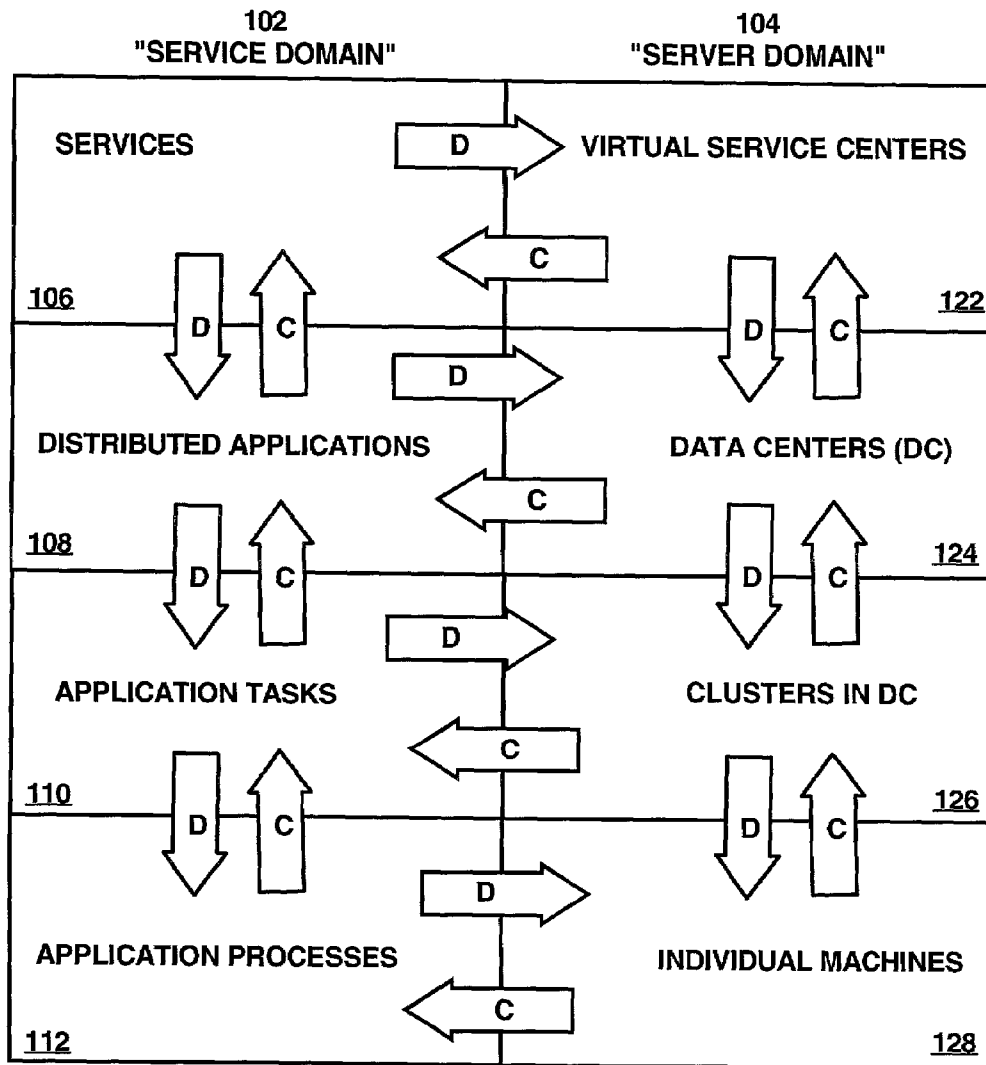 102
"SERVICE DOMAIN"
104
"SERVER DOMAIN"
SERVICES
D
VIRTUAL SERVICE CENTERS
C
106
D
C
D
C
122
D
DISTRIBUTED APPLICATIONS
DATA CENTERS (DC)
C
108
D
C
D
C
124
D
APPLICATION TASKS
CLUSTERS IN DC
C
110
D
C
D
C
126
D
APPLICATION PROCESSES
INDIVIDUAL MACHINES
C
112
128